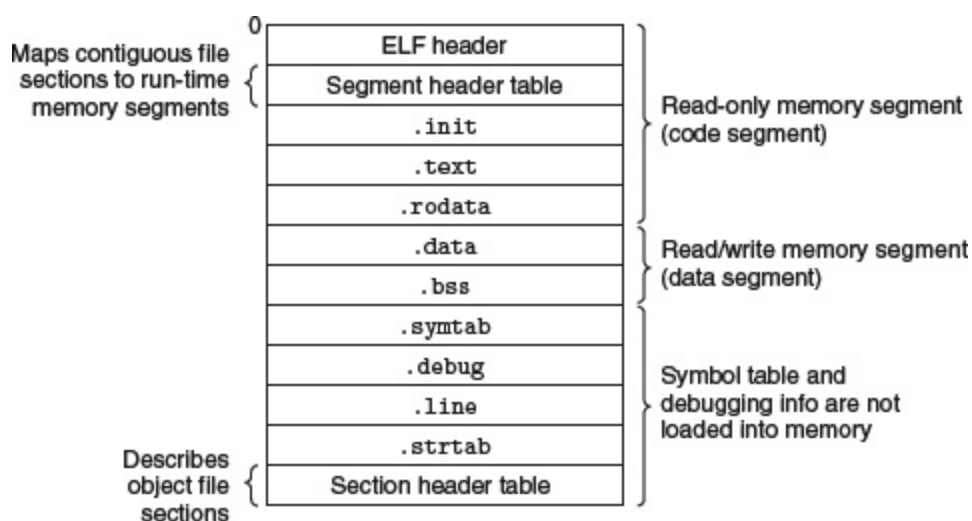 0
Maps contiguous file
sections to run-time
memory segments
ELF header
Segment header table
.init
.text
.rodata
.data
.bss
.symtab
.debug
.line
.strtab
Section header table
Describes
object file
sections
Read-only memory segment
(code segment)
Read/write memory segment
(data segment)
Symbol table and
debugging info are not
loaded into memory